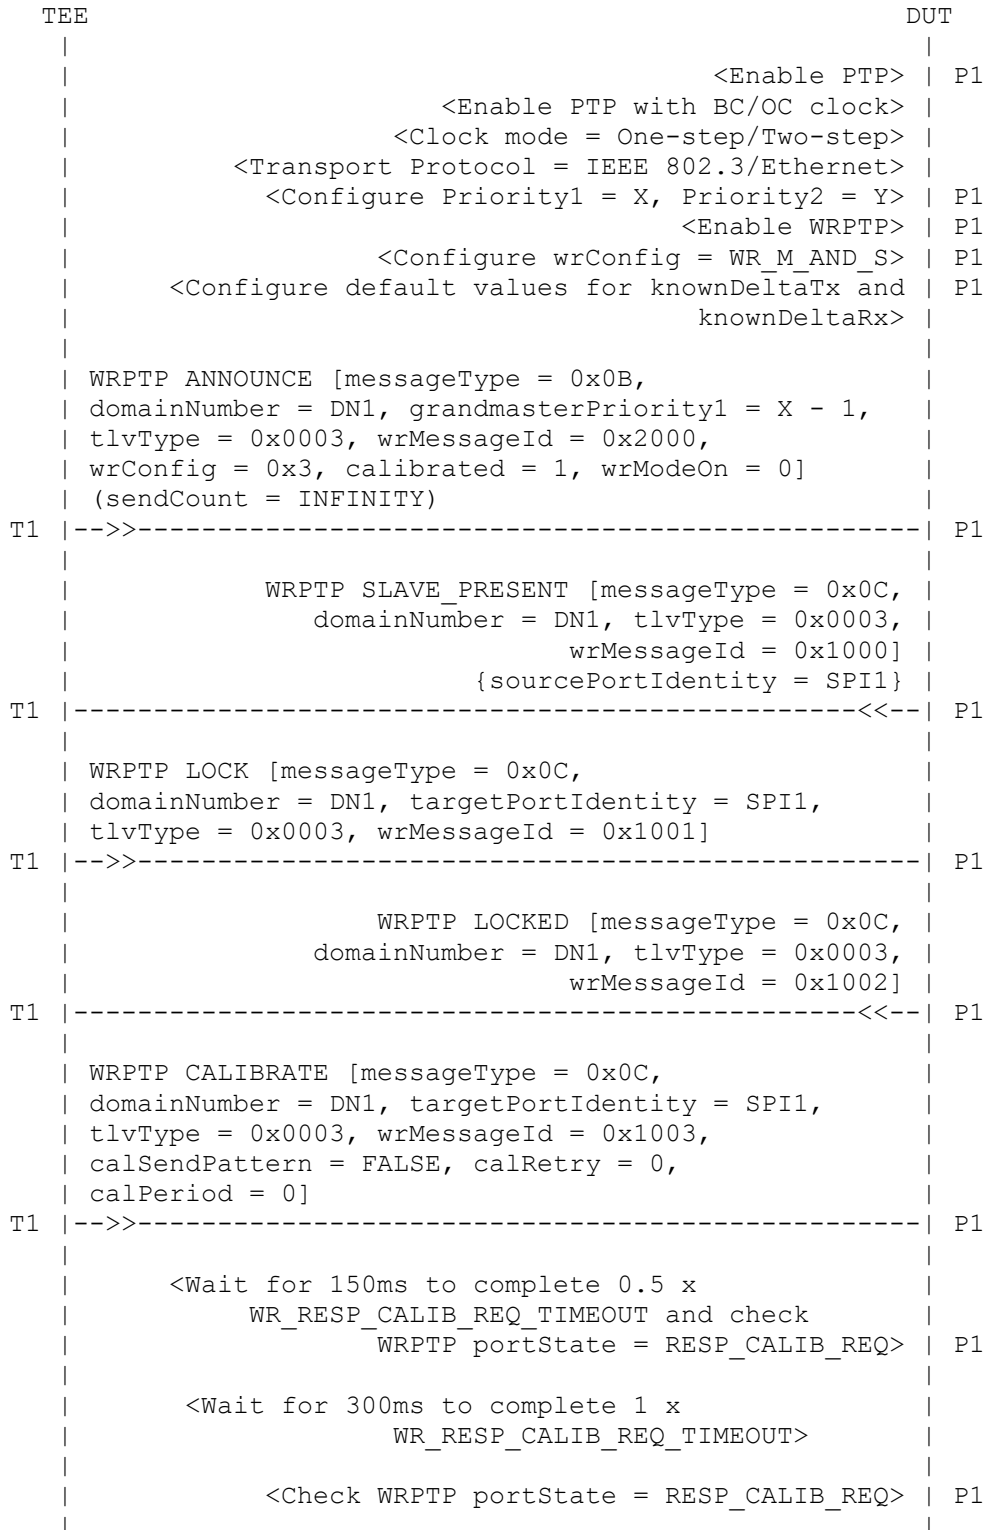 TEE                                                   DUT
   |                                                     |
   |                                        <Enable PTP> | P1
   |                       <Enable PTP with BC/OC clock> |
   |                    <Clock mode = One-step/Two-step> |
   |          <Transport Protocol = IEEE 802.3/Ethernet> |
   |            <Configure Priority1 = X, Priority2 = Y> | P1
   |                                      <Enable WRPTP> | P1
   |                   <Configure wrConfig = WR_M_AND_S> | P1
   |      <Configure default values for knownDeltaTx and | P1
   |                                       knownDeltaRx> |
   |                                                     |
   | WRPTP ANNOUNCE [messageType = 0x0B,                 |
   | domainNumber = DN1, grandmasterPriority1 = X - 1,   |
   | tlvType = 0x0003, wrMessageId = 0x2000,             |
   | wrConfig = 0x3, calibrated = 1, wrModeOn = 0]       |
   | (sendCount = INFINITY)                              |
T1 |-->>-------------------------------------------------| P1
   |                                                     |
   |            WRPTP SLAVE_PRESENT [messageType = 0x0C, |
   |               domainNumber = DN1, tlvType = 0x0003, |
   |                               wrMessageId = 0x1000] |
   |                         {sourcePortIdentity = SPI1} |
T1 |-------------------------------------------------<<--| P1
   |                                                     |
   | WRPTP LOCK [messageType = 0x0C,                     |
   | domainNumber = DN1, targetPortIdentity = SPI1,      |
   | tlvType = 0x0003, wrMessageId = 0x1001]             |
T1 |-->>-------------------------------------------------| P1
   |                                                     |
   |                   WRPTP LOCKED [messageType = 0x0C, |
   |               domainNumber = DN1, tlvType = 0x0003, |
   |                               wrMessageId = 0x1002] |
T1 |-------------------------------------------------<<--| P1
   |                                                     |
   | WRPTP CALIBRATE [messageType = 0x0C,                |
   | domainNumber = DN1, targetPortIdentity = SPI1,      |
   | tlvType = 0x0003, wrMessageId = 0x1003,             |
   | calSendPattern = FALSE, calRetry = 0,               |
   | calPeriod = 0]                                      |
T1 |-->>-------------------------------------------------| P1
   |                                                     |
   |      <Wait for 150ms to complete 0.5 x              |
   |           WR_RESP_CALIB_REQ_TIMEOUT and check       |
   |                   WRPTP portState = RESP_CALIB_REQ> | P1
   |                                                     |
   |       <Wait for 300ms to complete 1 x               |
   |                    WR_RESP_CALIB_REQ_TIMEOUT>       |
   |                                                     |
   |            <Check WRPTP portState = RESP_CALIB_REQ> | P1
   |                                                     |